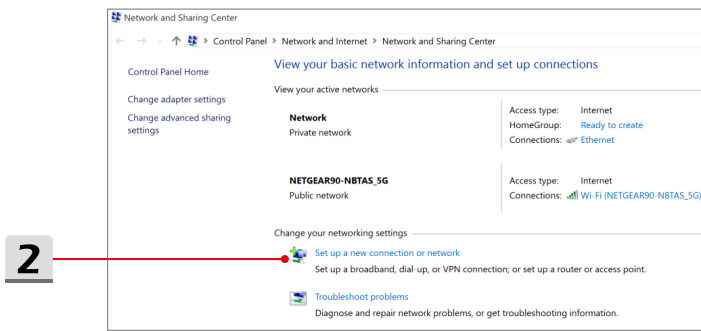 Network and Sharing Center
Control Panel > Network and Internet > Network and Sharing Center
Control Panel Home
Change adapter settings
Change advanced sharing
settings
View your basic network information and set up connections
View your active networks
Network
Private network
Access type: Internet
HomeGroup: Ready to create
Connections: Ethernet
NETGEAR90-NBTAS_5G
Public network
Access type: Internet
Connections: Wi-Fi (NETGEAR90-NBTAS_5G)
Change your networking settings
2
Set up a new connection or network
Set up a broadband, dial-up, or VPN connection; or set up a router or access point.
Troubleshoot problems
Diagnose and repair network problems, or get troubleshooting information.